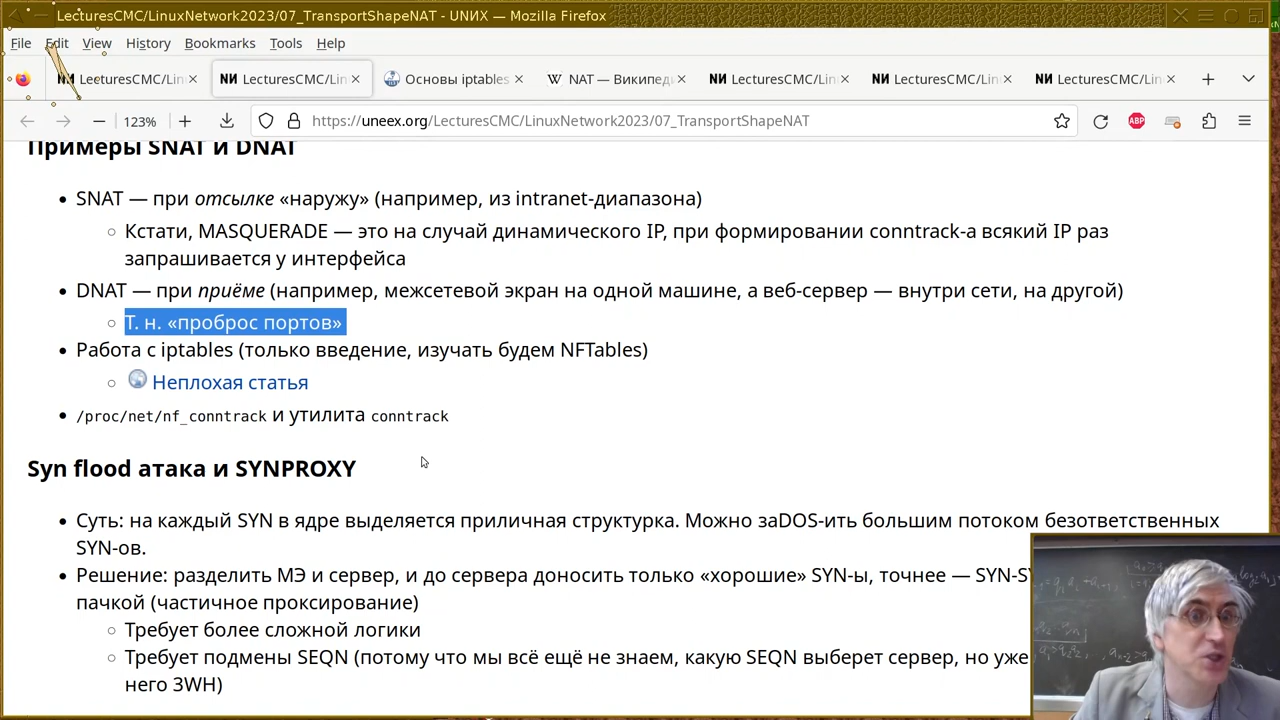 LecturesCMC/LinuxNetwork2023/07_TransportShapeNAT - UNИX — Mozilla Firefox
File Edit View History Bookmarks Tools Help
LecturesCMC/Lin LecturesCMC/Lin Основы iptables NAT — Википеди LecturesCMC/Lin LecturesCMC/Lin LecturesCMC/Lin
123% https://uneex.org/LecturesCMC/LinuxNetwork2023/07_TransportShapeNAT ABP
Примеры SNAT и DNAT
SNAT — при отсылке «наружу» (например, из intranet-диапазона)
Кстати, MASQUERADE — это на случай динамического IP, при формировании conntrack-а всякий IP раз
запрашивается у интерфейса
DNAT — при приёме (например, межсетевой экран на одной машине, а веб-сервер — внутри сети, на другой)
Т. н. «проброс портов»
Работа с iptables (только введение, изучать будем NFTables)
Неплохая статья
/proc/net/nf_conntrack и утилита conntrack
Syn flood атака и SYNPROXY
Суть: на каждый SYN в ядре выделяется приличная структурка. Можно заDOS-ить большим потоком безответственных
SYN-ов.
Решение: разделить МЭ и сервер, и до сервера доносить только «хорошие» SYN-ы, точнее — SYN-SY
пачкой (частичное проксирование)
Требует более сложной логики
Требует подмены SEQN (потому что мы всё ещё не знаем, какую SEQN выберет сервер, но уже
него 3WH)